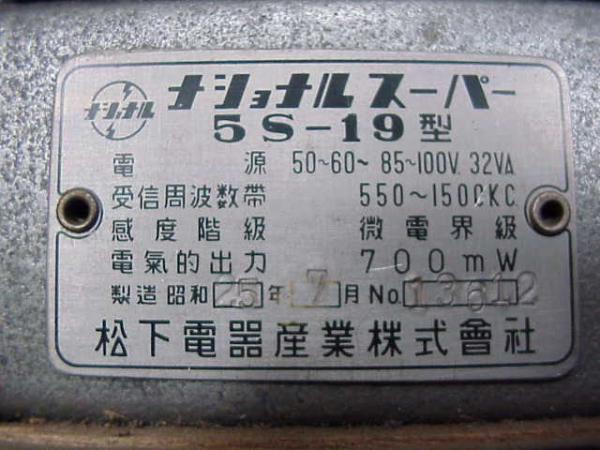 ナショナル
ナショナルスーパー
5S-19型
電源 50~60~ 85~100V. 32VA
受信周波数帯 550~1500KC
感度階級 微電界級
電氣的出力 700mW
製造昭和25年7月No.13612
松下電器産業株式會社